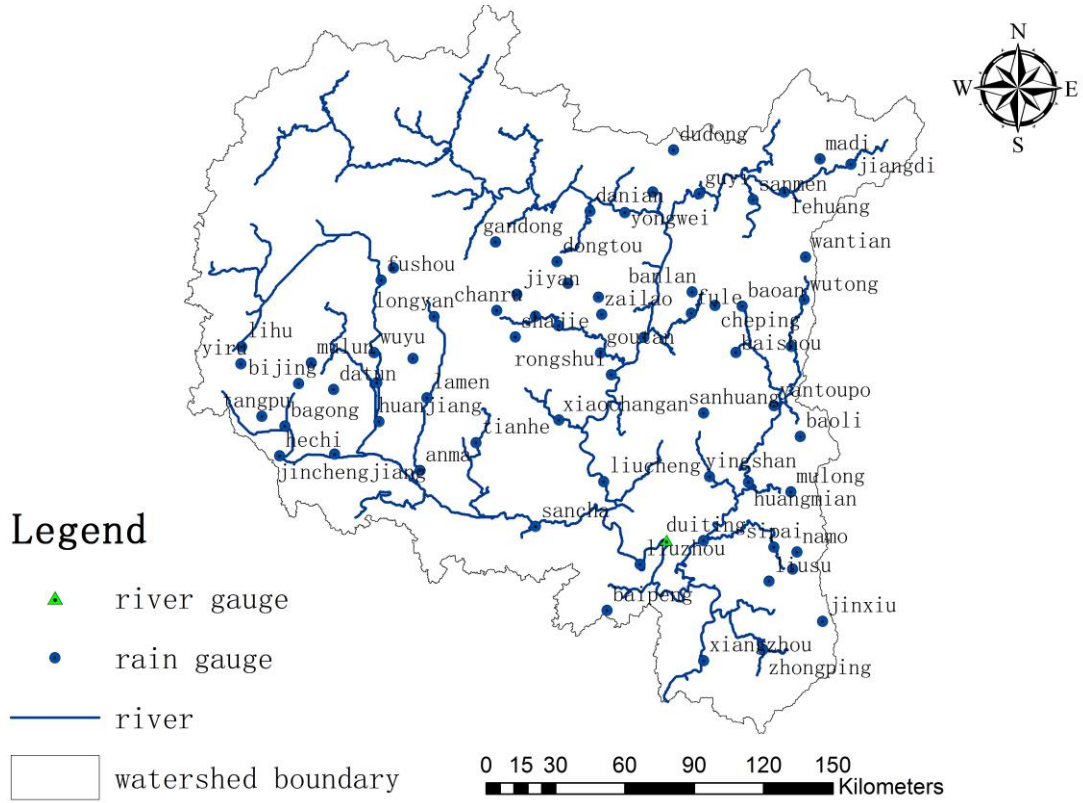 N
W E
S
dudong
madi
jiangdi
guyi
sanmen
danian
lehuang
yongwei
gandong
wantian
dongtou
fushou
jiyan
banlan
wutong
longyan
chanru
zailao
fule
baoan
cheping
shajie
goutan
lihu
wuyu
baishou
yiru
mulun
rongshui
bijing
datun
lamen
yantoupo
sanhuang
tangpu
bagong
huanjiang
xiaochangan
baoli
tianhe
hechi
anma
liucheng
yingshan
jinchengjiang
mulong
huangmian
sancha
duiting
sipai
namo
liuzhou
liusu
baipeng
jinxiu
xiangzhou
zhongping
Legend
river gauge
rain gauge
river
watershed boundary
0 15 30 60 90 120 150
Kilometers